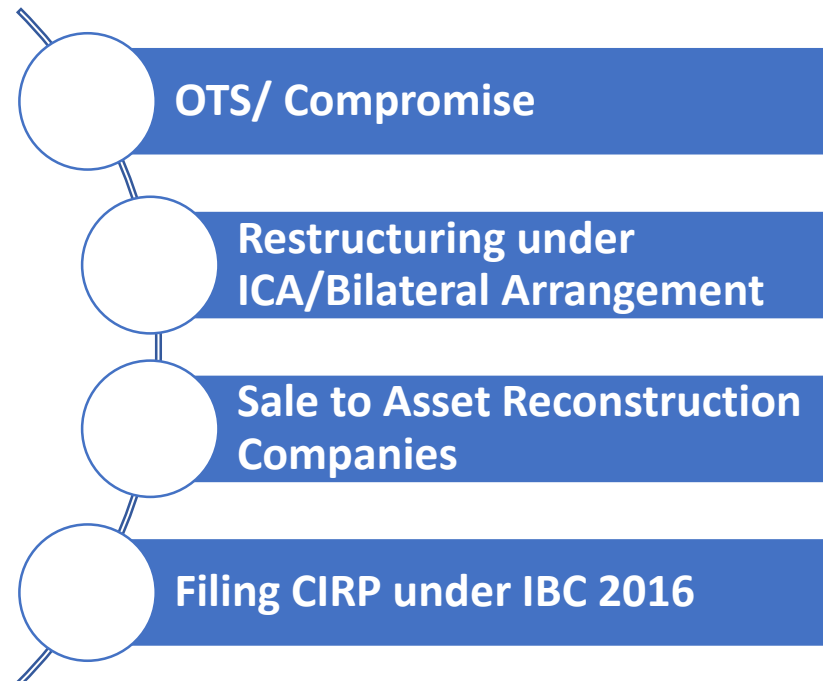 OTS/ Compromise
Restructuring under
ICA/Bilateral Arrangement
Sale to Asset Reconstruction
Companies
Filing CIRP under IBC 2016